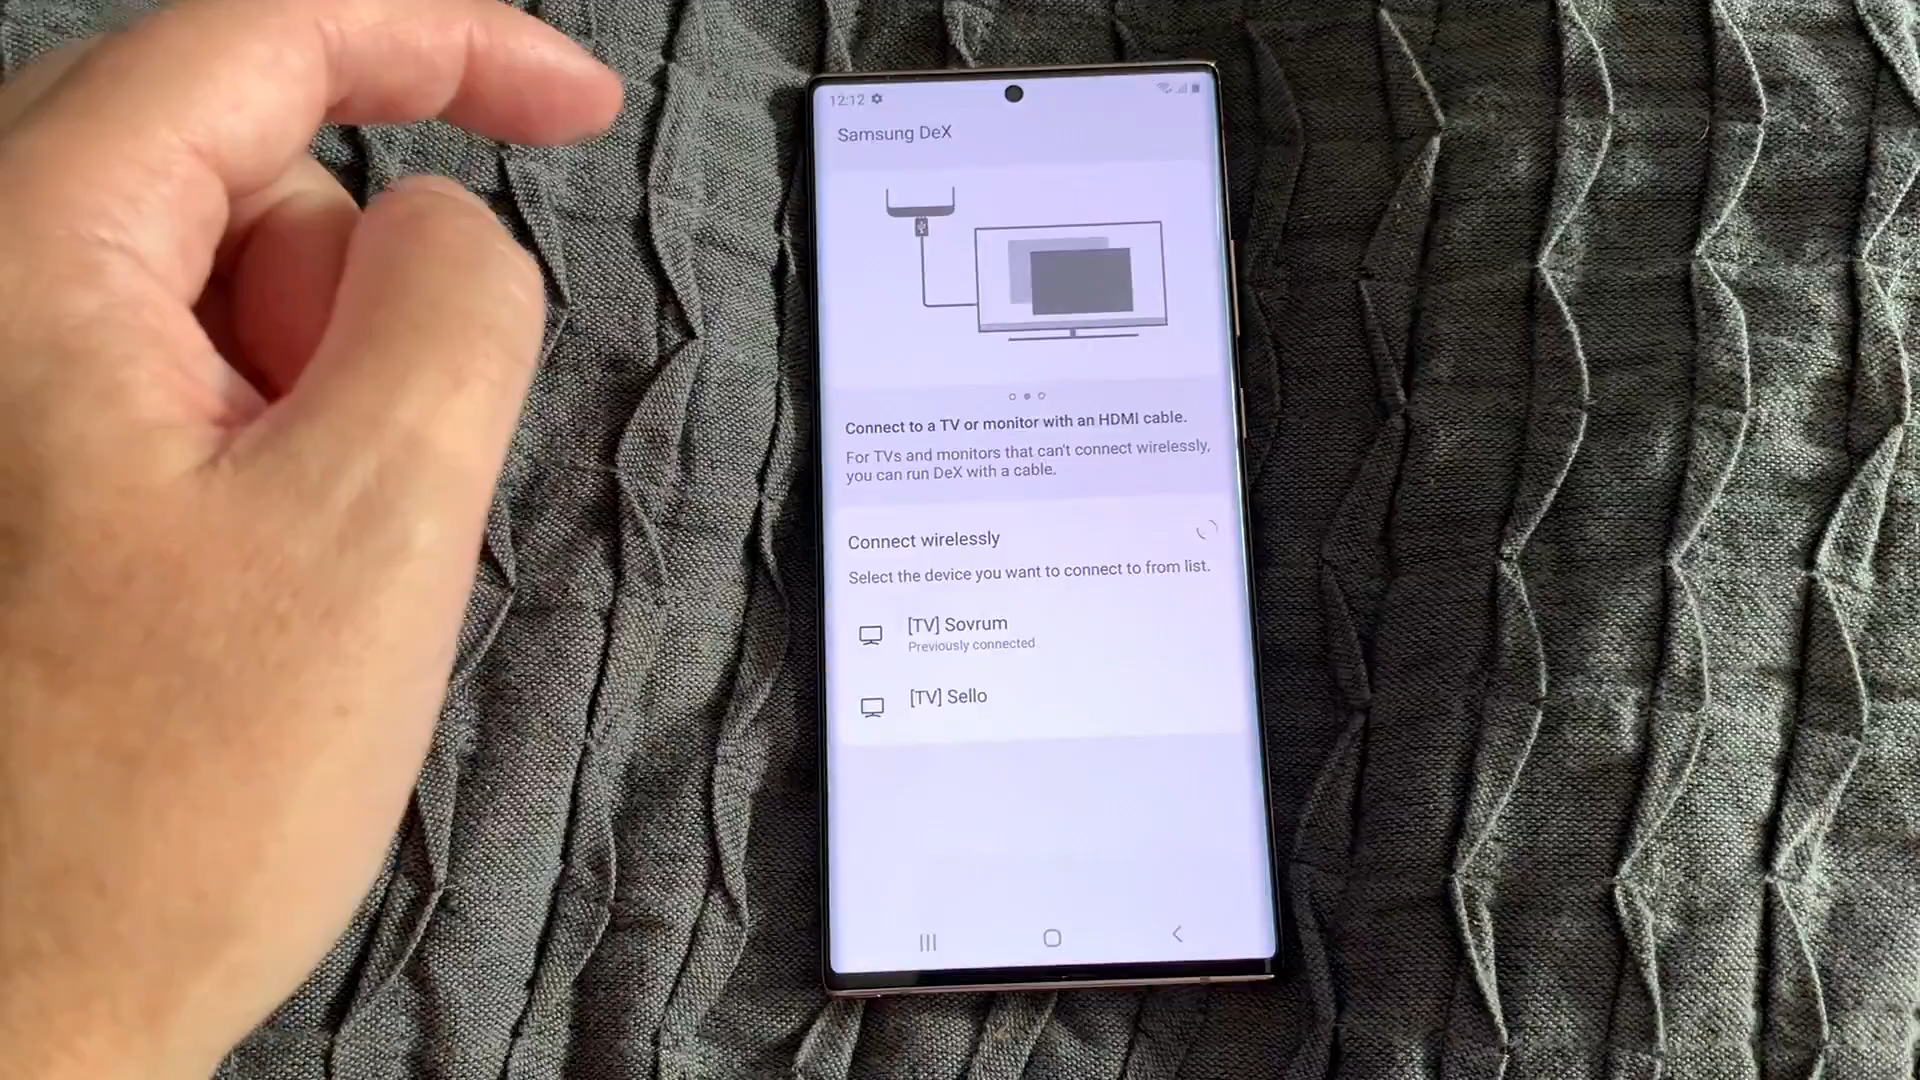 12:12
Samsung DeX
Connect to a TV or monitor with an HDMI cable.
For TVs and monitors that can't connect wirelessly,
you can run DeX with a cable.
Connect wirelessly
Select the device you want to connect to from list.
[TV] Sovrum
Previously connected
[TV] Sello